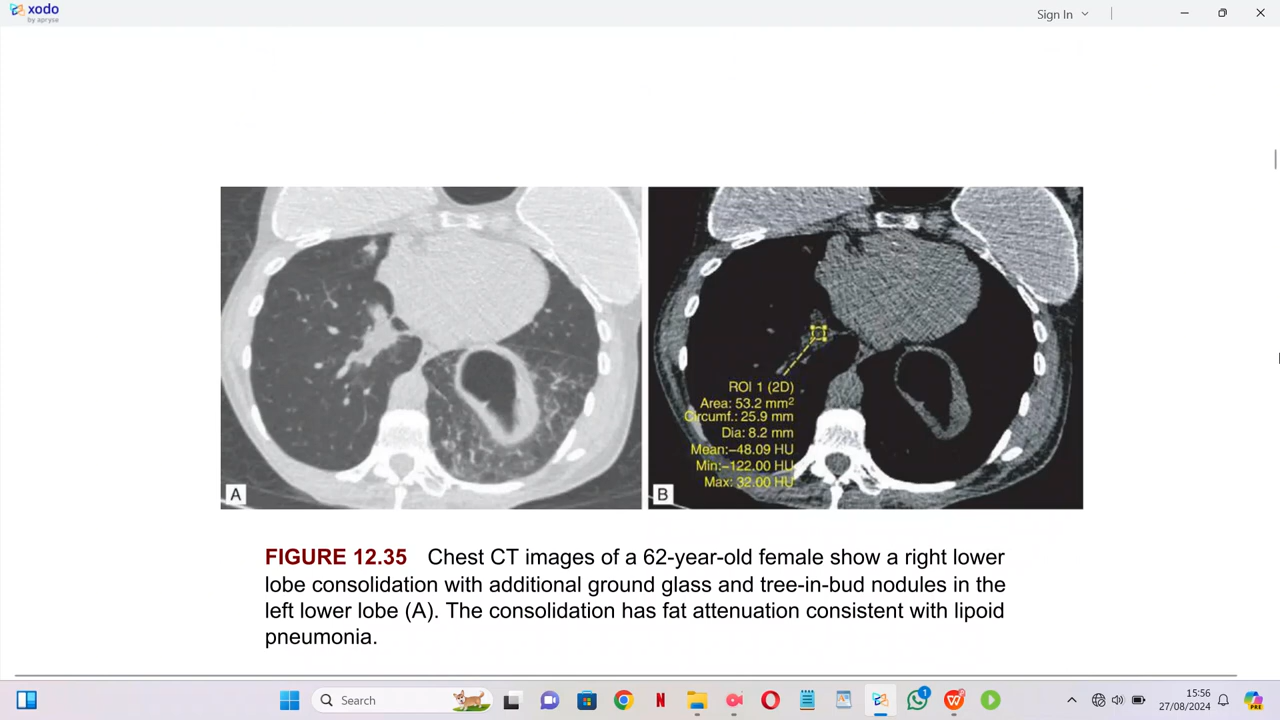 xodo
by apryse
Sign In
ROI 1 (2D)
Area: 53.2 mm2
Circumf.: 25.9 mm
Dia: 8.2 mm
Mean:–48.09 HU
Min:–122.00 HU
Max: 32.00 HU
A
B
FIGURE 12.35 Chest CT images of a 62-year-old female show a right lower
lobe consolidation with additional ground glass and tree-in-bud nodules in the
left lower lobe (A). The consolidation has fat attenuation consistent with lipoid
pneumonia.
Search
1
PRE
27/08/2024